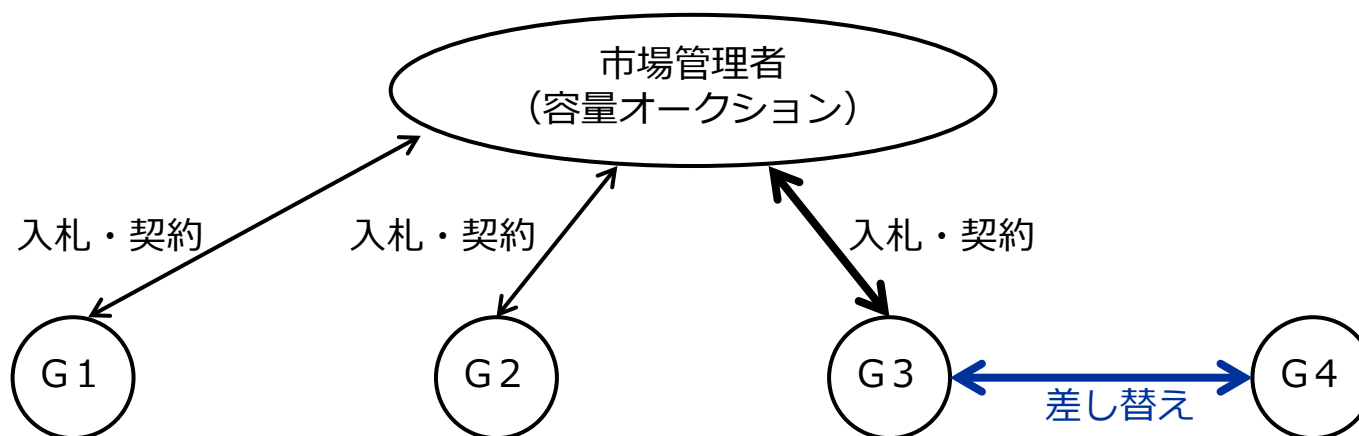 市場管理者
（容量オークション）
入札・契約
入札・契約
入札・契約
Ｇ１
Ｇ２
Ｇ３
Ｇ４
差し替え